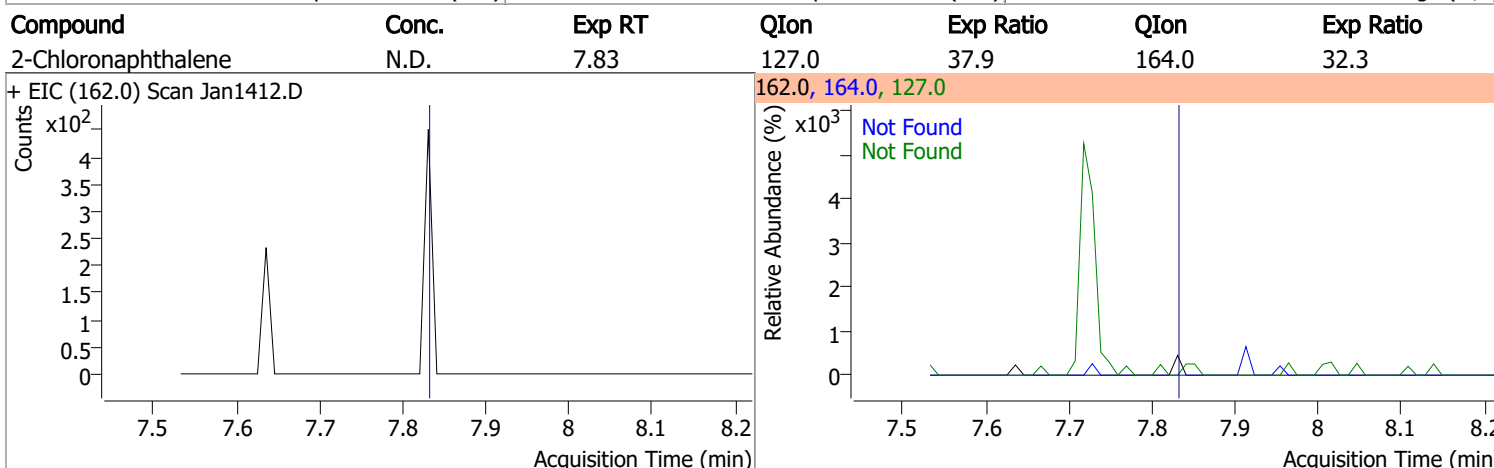 Compound Conc. Exp RT QIon Exp Ratio QIon Exp Ratio
2-Chloronaphthalene N.D. 7.83 127.0 37.9 164.0 32.3
+ EIC (162.0) Scan Jan1412.D
Counts
x10²
4
3.5
3
2.5
2
1.5
1
0.5
0
7.5 7.6 7.7 7.8 7.9 8 8.1 8.2
Acquisition Time (min)
162.0, 164.0, 127.0
Relative Abundance (%)
x10³
Not Found
Not Found
4
3
2
1
0
7.5 7.6 7.7 7.8 7.9 8 8.1 8.2
Acquisition Time (min